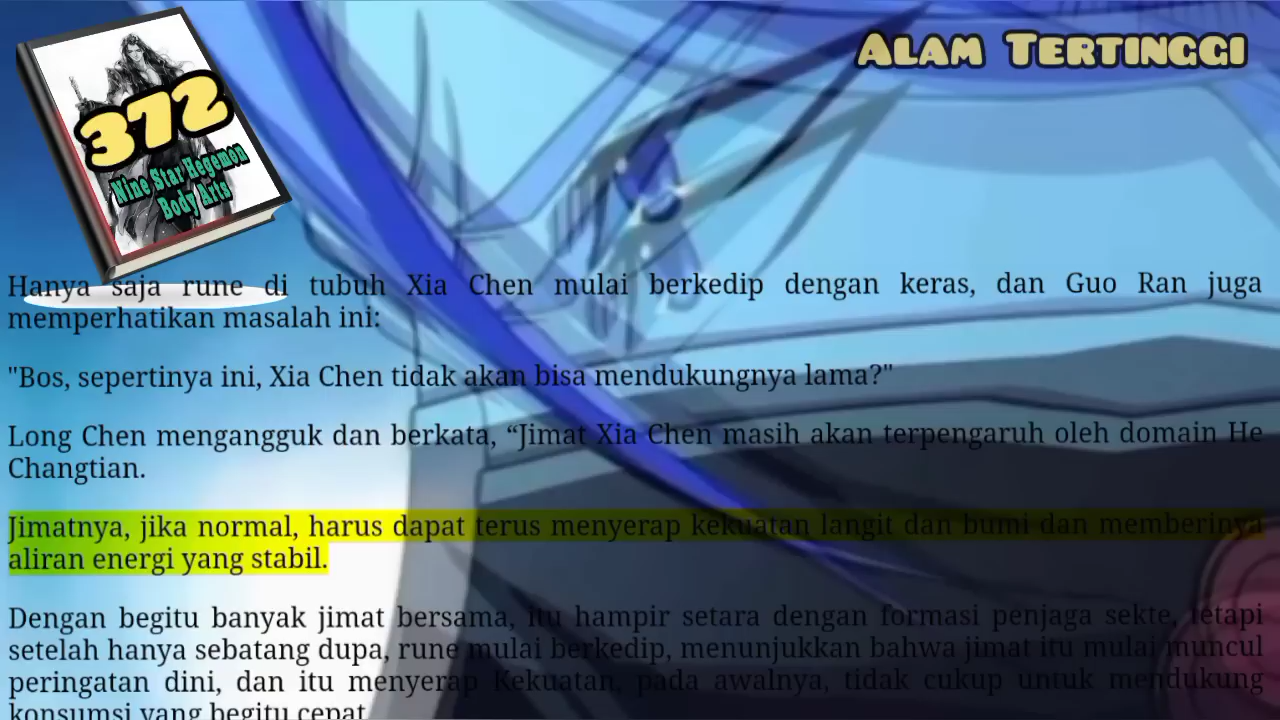 Alam Tertinggi
372
Nine Star Hegemon
Body Arts
Hanya saja rune di tubuh Xia Chen mulai berkedip dengan keras, dan Guo Ran juga
memperhatikan masalah ini:
"Bos, sepertinya ini, Xia Chen tidak akan bisa mendukungnya lama?"
Long Chen mengangguk dan berkata, “Jimat Xia Chen masih akan terpengaruh oleh domain He
Changtian.
Jimatnya, jika normal, harus dapat terus menyerap kekuatan langit dan bumi dan memberinya
aliran energi yang stabil.
Dengan begitu banyak jimat bersama, itu hampir setara dengan formasi penjaga sekte, tetapi
setelah hanya sebatang dupa, rune mulai berkedip, menunjukkan bahwa jimat itu mulai muncul
peringatan dini, dan itu menyerap Kekuatan, pada awalnya, tidak cukup untuk mendukung
konsumsi yang begitu cepat